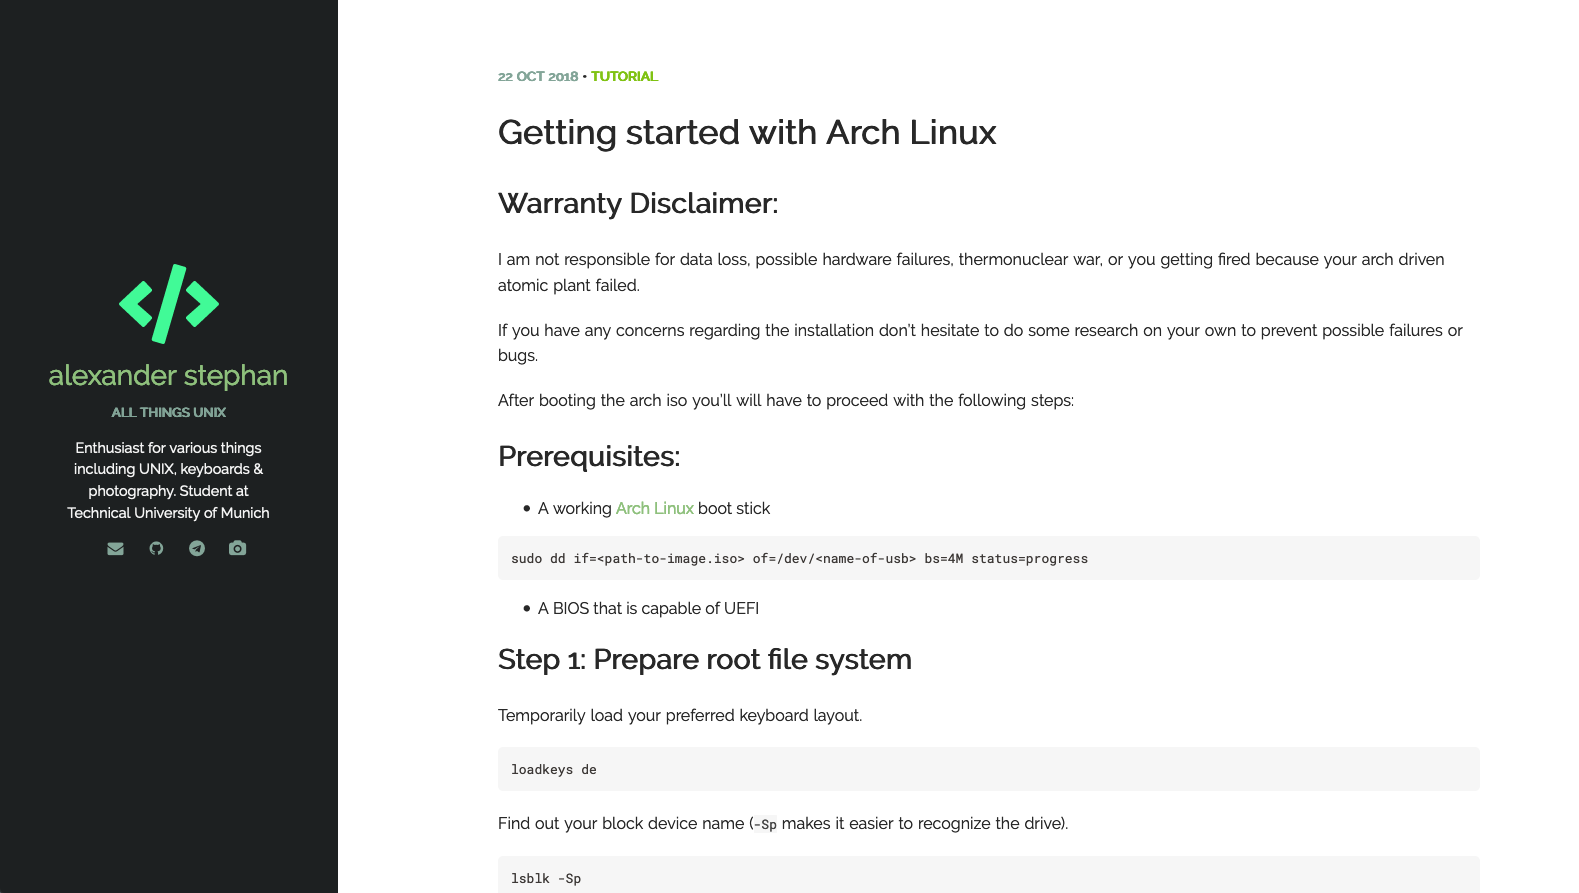 alexander stephan
ALL THINGS UNIX
Enthusiast for various things
including UNIX, keyboards &
photography. Student at
Technical University of Munich
22 OCT 2018 • TUTORIAL
Getting started with Arch Linux
Warranty Disclaimer:
I am not responsible for data loss, possible hardware failures, thermonuclear war, or you getting fired because your arch driven
atomic plant failed.
If you have any concerns regarding the installation don't hesitate to do some research on your own to prevent possible failures or
bugs.
After booting the arch iso you'll will have to proceed with the following steps:
Prerequisites:
• A working Arch Linux boot stick
sudo dd if=<path-to-image.iso> of=/dev/<name-of-usb> bs=4M status=progress
• A BIOS that is capable of UEFI
Step 1: Prepare root file system
Temporarily load your preferred keyboard layout.
loadkeys de
Find out your block device name (-Sp makes it easier to recognize the drive).
lsblk -Sp